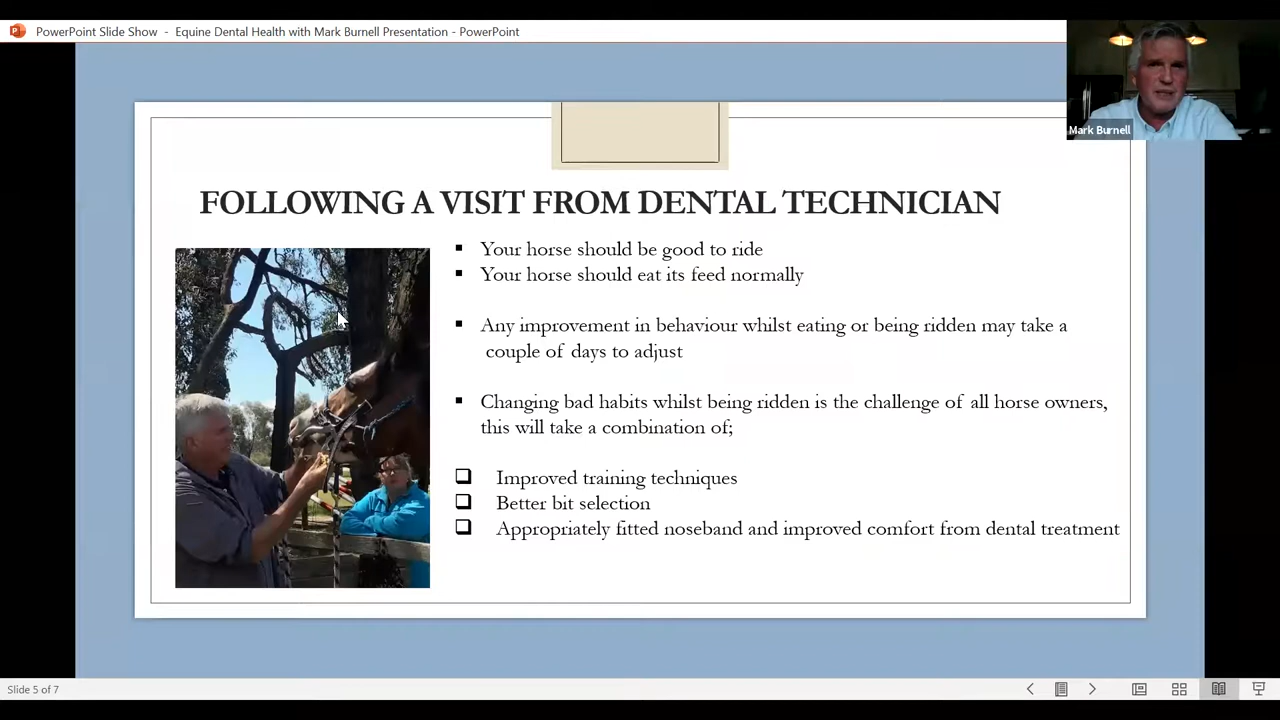 PowerPoint Slide Show - Equine Dental Health with Mark Burnell Presentation - PowerPoint
Mark Burnell
FOLLOWING A VISIT FROM DENTAL TECHNICIAN
▪ Your horse should be good to ride
▪ Your horse should eat its feed normally
▪ Any improvement in behaviour whilst eating or being ridden may take a
couple of days to adjust
▪ Changing bad habits whilst being ridden is the challenge of all horse owners,
this will take a combination of;
❑ Improved training techniques
❑ Better bit selection
❑ Appropriately fitted noseband and improved comfort from dental treatment
Slide 5 of 7